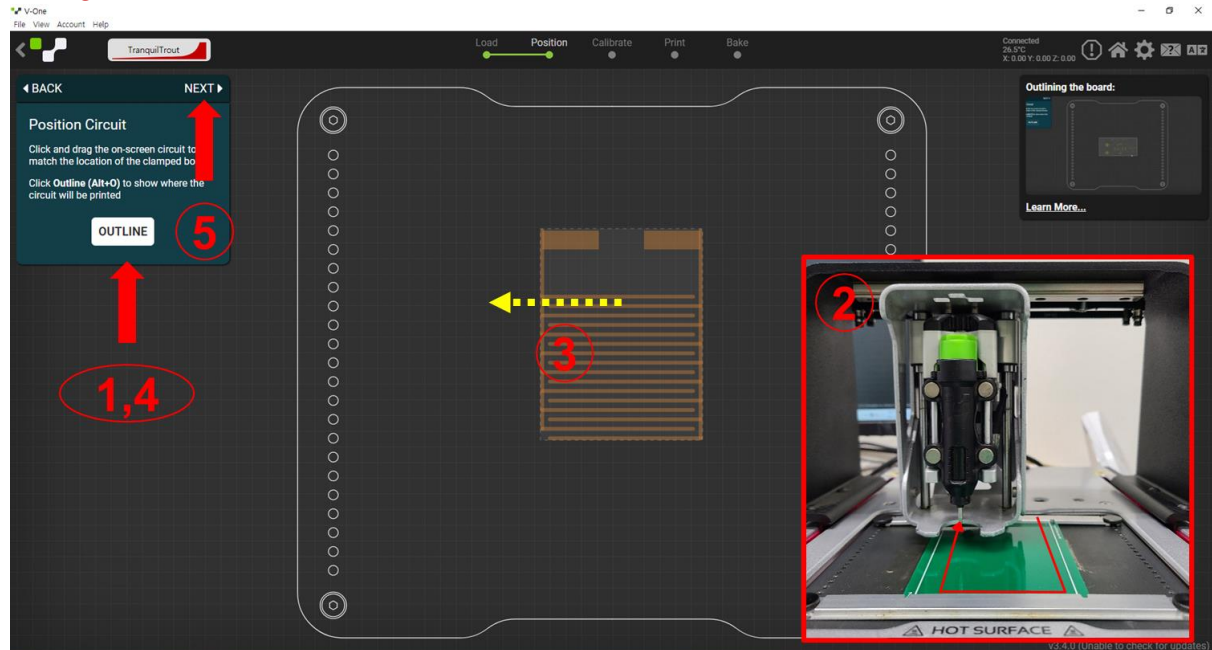 V-One
File View Account Help
TranquilTrout
Load Position Calibrate Print Bake
Connected
26.5°C
X: 0.00 Y: 0.00 Z: 0.00
BACK NEXT
Position Circuit
Click and drag the on-screen circuit to
match the location of the clamped bo
Click Outline (Alt+O) to show where the
circuit will be printed
OUTLINE
5
1,4
3
Outlining the board:
Learn More...
2
HOT SURFACE
v3.4.0 (Unable to check for updates)